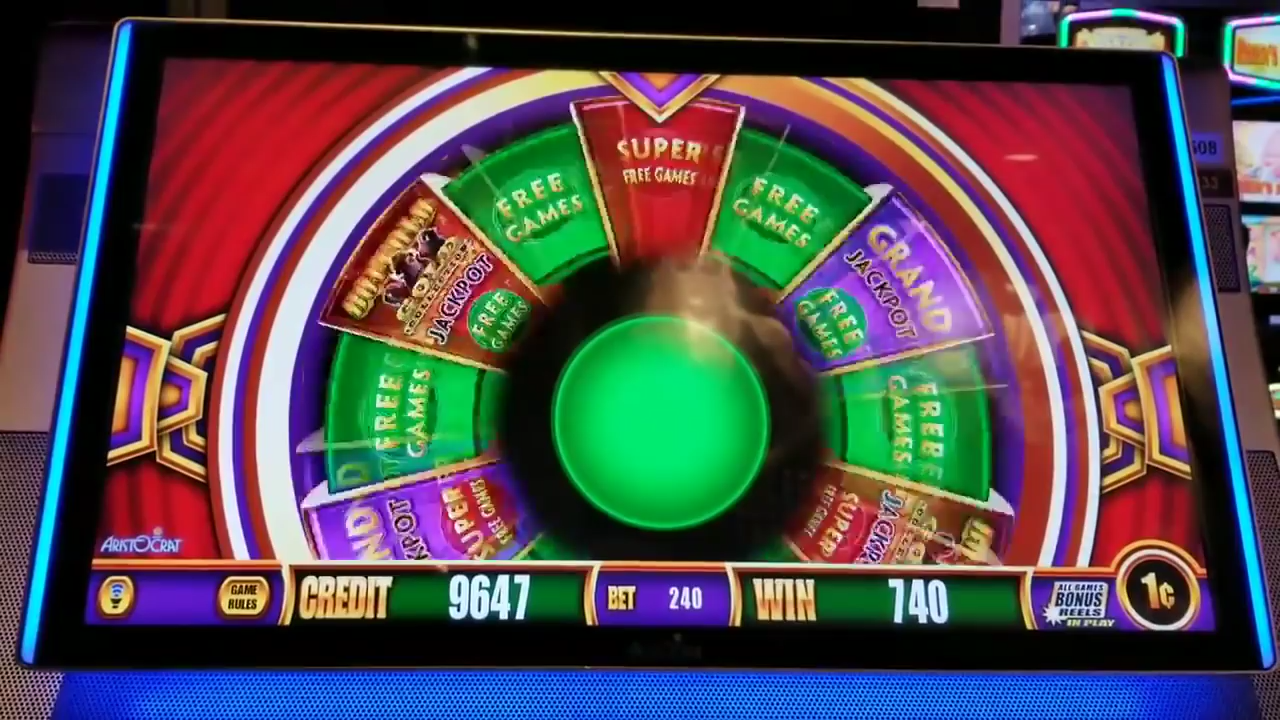 SUPER
FREE GAMES
FREE
GAMES
FREE
GAMES
JACKPOT
FREE
GAMES
GRAND
JACKPOT
FREE
GAMES
FREE
GAMES
FREE
GAMES
SUPER
FREE GAMES
SUPER
FREE GAMES
ARISTOCRAT
GAME
RULES
CREDIT 9647
BET 240
WIN 740
ALL GAMES
BONUS
REELS
IN PLAY
1¢